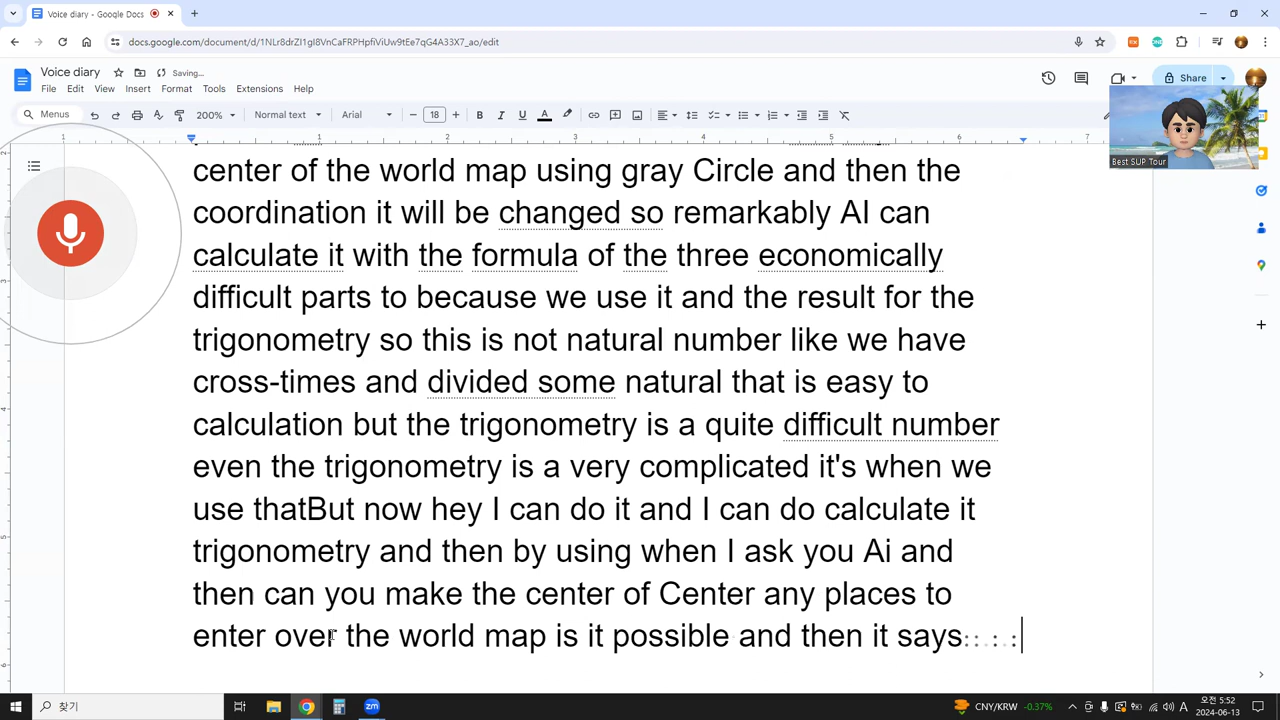 Voice diary - Google Docs
docs.google.com/document/d/1NLr8drZI1gI8VnCaFRPHpfiViUw9tEe7qG4A33X7_ao/edit
Voice diary
Saving...
File Edit View Insert Format Tools Extensions Help
Share
Menus
200%
Normal text
Arial
18
Best SUP Tour
1 1 2 3 4 5 6 7
center of the world map using gray Circle and then the
coordination it will be changed so remarkably AI can
calculate it with the formula of the three economically
difficult parts to because we use it and the result for the
trigonometry so this is not natural number like we have
cross-times and divided some natural that is easy to
calculation but the trigonometry is a quite difficult number
even the trigonometry is a very complicated it's when we
use thatBut now hey I can do it and I can do calculate it
trigonometry and then by using when I ask you Ai and
then can you make the center of Center any places to
enter over the world map is it possible and then it says
찾기
CNY/KRW -0.37%
A
오전 5:52
2024-06-13